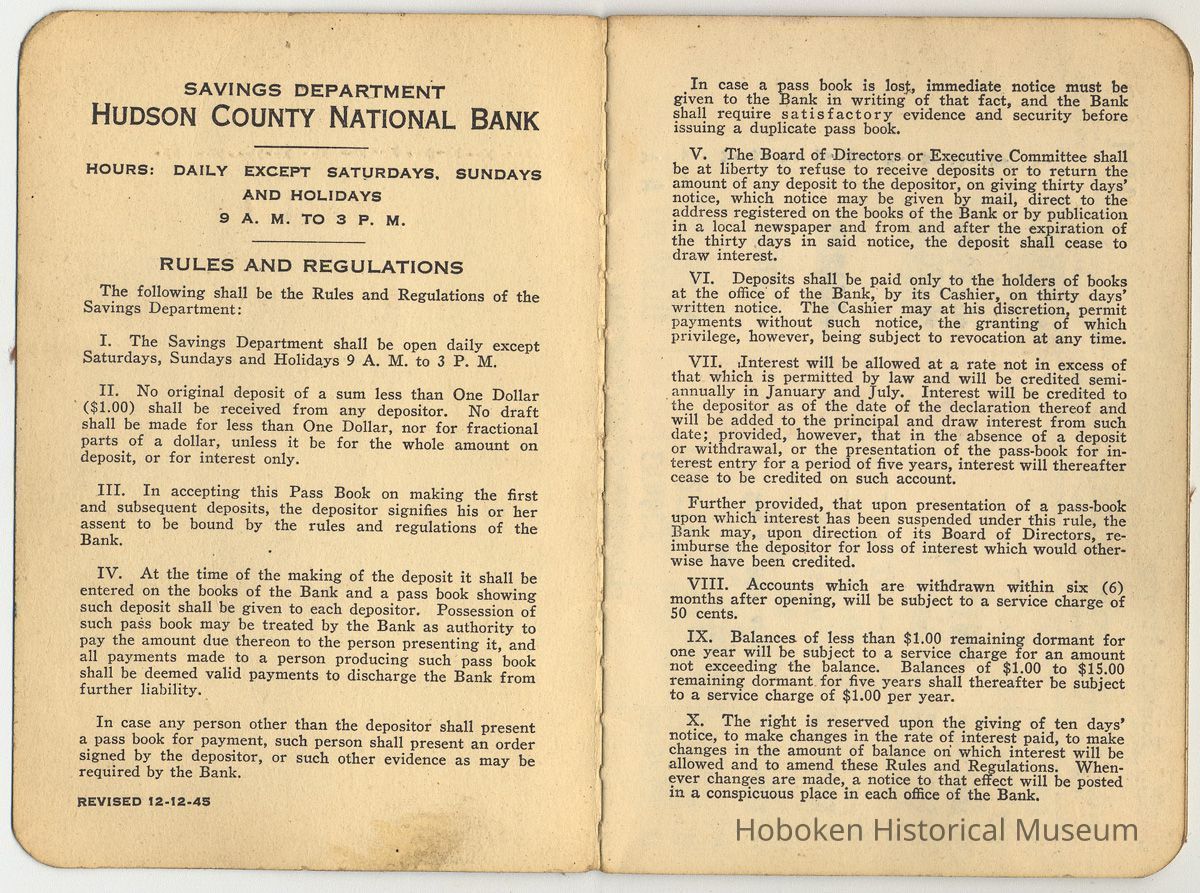 SAVINGS DEPARTMENT
HUDSON COUNTY NATIONAL BANK
HOURS: DAILY EXCEPT SATURDAYS, SUNDAYS
AND HOLIDAYS
9 A. M. TO 3 P. M.
RULES AND REGULATIONS
The following shall be the Rules and Regulations of the
Savings Department:
I. The Savings Department shall be open daily except
Saturdays, Sundays and Holidays 9 A. M. to 3 P. M.
II. No original deposit of a sum less than One Dollar
($1.00) shall be received from any depositor. No draft
shall be made for less than One Dollar, nor for fractional
parts of a dollar, unless it be for the whole amount on
deposit, or for interest only.
III. In accepting this Pass Book on making the first
and subsequent deposits, the depositor signifies his or her
assent to be bound by the rules and regulations of the
Bank.
IV. At the time of the making of the deposit it shall be
entered on the books of the Bank and a pass book showing
such deposit shall be given to each depositor. Possession of
such pass book may be treated by the Bank as authority to
pay the amount due thereon to the person presenting it, and
all payments made to a person producing such pass book
shall be deemed valid payments to discharge the Bank from
further liability.
In case any person other than the depositor shall present
a pass book for payment, such person shall present an order
signed by the depositor, or such other evidence as may be
required by the Bank.
REVISED 12-12-45
In case a pass book is lost, immediate notice must be
given to the Bank in writing of that fact, and the Bank
shall require satisfactory evidence and security before
issuing a duplicate pass book.
V. The Board of Directors or Executive Committee shall
be at liberty to refuse to receive deposits or to return the
amount of any deposit to the depositor, on giving thirty days'
notice, which notice may be given by mail, direct to the
address registered on the books of the Bank or by publication
in a local newspaper and from and after the expiration of
the thirty days in said notice, the deposit shall cease to
draw interest.
VI. Deposits shall be paid only to the holders of books
at the office of the Bank, by its Cashier, on thirty days'
written notice. The Cashier may at his discretion, permit
payments without such notice, the granting of which
privilege, however, being subject to revocation at any time.
VII. Interest will be allowed at a rate not in excess of
that which is permitted by law and will be credited semi-
annually in January and July. Interest will be credited to
the depositor as of the date of the declaration thereof and
will be added to the principal and draw interest from such
date; provided, however, that in the absence of a deposit
or withdrawal, or the presentation of the pass-book for in-
terest entry for a period of five years, interest will thereafter
cease to be credited on such account.
Further provided, that upon presentation of a pass-book
upon which interest has been suspended under this rule, the
Bank may, upon direction of its Board of Directors, re-
imburse the depositor for loss of interest which would other-
wise have been credited.
VIII. Accounts which are withdrawn within six (6)
months after opening, will be subject to a service charge of
50 cents.
IX. Balances of less than $1.00 remaining dormant for
one year will be subject to a service charge for an amount
not exceeding the balance. Balances of $1.00 to $15.00
remaining dormant for five years shall thereafter be subject
to a service charge of $1.00 per year.
X. The right is reserved upon the giving of ten days'
notice, to make changes in the rate of interest paid, to make
changes in the amount of balance on which interest will be
allowed and to amend these Rules and Regulations. When-
ever changes are made, a notice to that effect will be posted
in a conspicuous place in each office of the Bank.
Hoboken Historical Museum